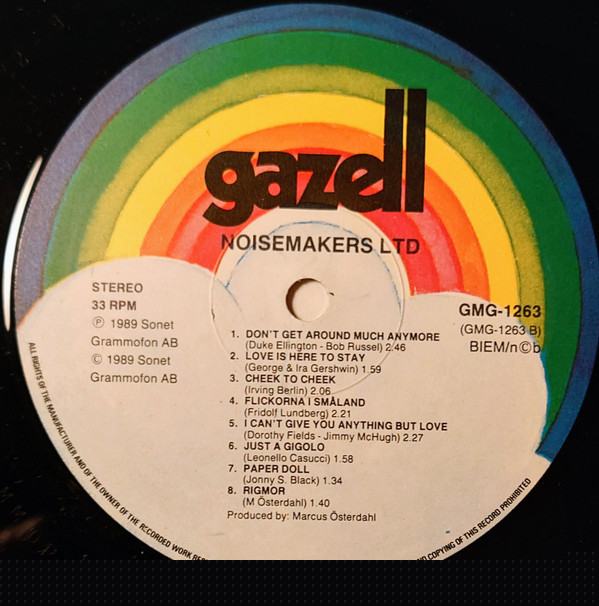 gazell
NOISEMAKERS LTD
STEREO
33 RPM
Ⓟ 1989 Sonet
Grammofon AB
© 1989 Sonet
Grammofon AB
GMG-1263
(GMG-1263 B)
BIEM/n©b
1. DON'T GET AROUND MUCH ANYMORE
(Duke Ellington - Bob Russel) 2.46
2. LOVE IS HERE TO STAY
(George & Ira Gershwin) 1.59
3. CHEEK TO CHEEK
(Irving Berlin) 2.06
4. FLICKORNA I SMÅLAND
(Fridolf Lundberg) 2.21
5. I CAN'T GIVE YOU ANYTHING BUT LOVE
(Dorothy Fields - Jimmy McHugh) 2.27
6. JUST A GIGOLO
(Leonello Casucci) 1.58
7. PAPER DOLL
(Jonny S. Black) 1.34
8. RIGMOR
(M Österdahl) 1.40
Produced by: Marcus Österdahl
ALL RIGHTS OF THE MANUFACTURER AND OF THE OWNER OF THE RECORDED WORK
COPYING OF THIS RECORD PROHIBITED